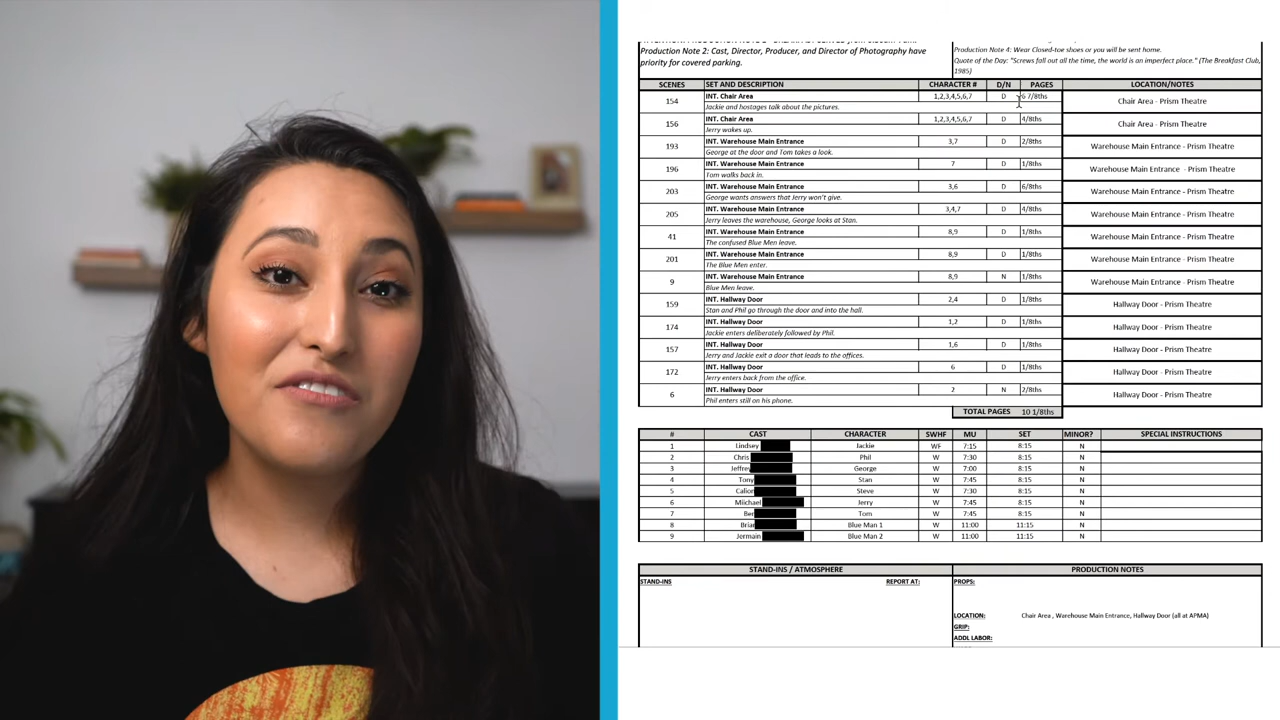 Production Note 2: Cast, Director, Producer, and Director of Photography have
priority for covered parking.
Production Note 4: Wear Closed-toe shoes or you will be sent home.
Quote of the Day: "Screws fall out all the time, the world is an imperfect place." (The Breakfast Club,
1985)
SCENES SET AND DESCRIPTION CHARACTER # D/N PAGES LOCATION/NOTES
154 INT. Chair Area 1,2,3,4,5,6,7 D 6 7/8ths Chair Area - Prism Theatre
Jackie and hostages talk about the pictures.
156 INT. Chair Area 1,2,3,4,5,6,7 D 4/8ths Chair Area - Prism Theatre
Jerry wakes up.
193 INT. Warehouse Main Entrance 3,7 D 2/8ths Warehouse Main Entrance - Prism Theatre
George at the door and Tom takes a look.
196 INT. Warehouse Main Entrance 7 D 1/8ths Warehouse Main Entrance - Prism Theatre
Tom walks back in.
203 INT. Warehouse Main Entrance 3,6 D 6/8ths Warehouse Main Entrance - Prism Theatre
George wants answers that Jerry won't give.
205 INT. Warehouse Main Entrance 3,4,7 D 4/8ths Warehouse Main Entrance - Prism Theatre
Jerry leaves the warehouse, George looks at Stan.
41 INT. Warehouse Main Entrance 8,9 D 1/8ths Warehouse Main Entrance - Prism Theatre
The confused Blue Men leave.
201 INT. Warehouse Main Entrance 8,9 D 1/8ths Warehouse Main Entrance - Prism Theatre
The Blue Men enter.
9 INT. Warehouse Main Entrance 8,9 N 1/8ths Warehouse Main Entrance - Prism Theatre
Blue Men leave.
159 INT. Hallway Door 2,4 D 1/8ths Hallway Door - Prism Theatre
Stan and Phil go through the door and into the hall.
174 INT. Hallway Door 1,2 D 1/8ths Hallway Door - Prism Theatre
Jackie enters deliberately followed by Phil.
157 INT. Hallway Door 1,6 D 1/8ths Hallway Door - Prism Theatre
Jerry and Jackie exit a door that leads to the offices.
172 INT. Hallway Door 6 D 1/8ths Hallway Door - Prism Theatre
Jerry enters back from the office.
6 INT. Hallway Door 2 N 2/8ths Hallway Door - Prism Theatre
Phil enters still on his phone.
TOTAL PAGES 10 1/8ths
# CAST CHARACTER SWHF MU SET MINOR? SPECIAL INSTRUCTIONS
1 Lindsey Jackie WF 7:15 8:15 N
2 Chris Phil W 7:30 8:15 N
3 Jeffrey George W 7:00 8:15 N
4 Tony Stan W 7:45 8:15 N
5 Calion Steve W 7:30 8:15 N
6 Miichael Jerry W 7:45 8:15 N
7 Ben Tom W 7:45 8:15 N
8 Brian Blue Man 1 W 11:00 11:15 N
9 Jermain Blue Man 2 W 11:00 11:15 N
STAND-INS / ATMOSPHERE PRODUCTION NOTES
STAND-INS REPORT AT: PROPS:
LOCATION: Chair Area , Warehouse Main Entrance, Hallway Door (all at APMA)
GRIP:
ADDL LABOR: